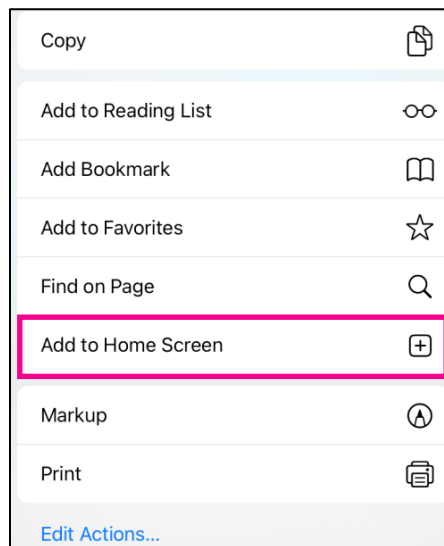 Copy
Add to Reading List
Add Bookmark
Add to Favorites
Find on Page
Add to Home Screen
Markup
Print
Edit Actions...